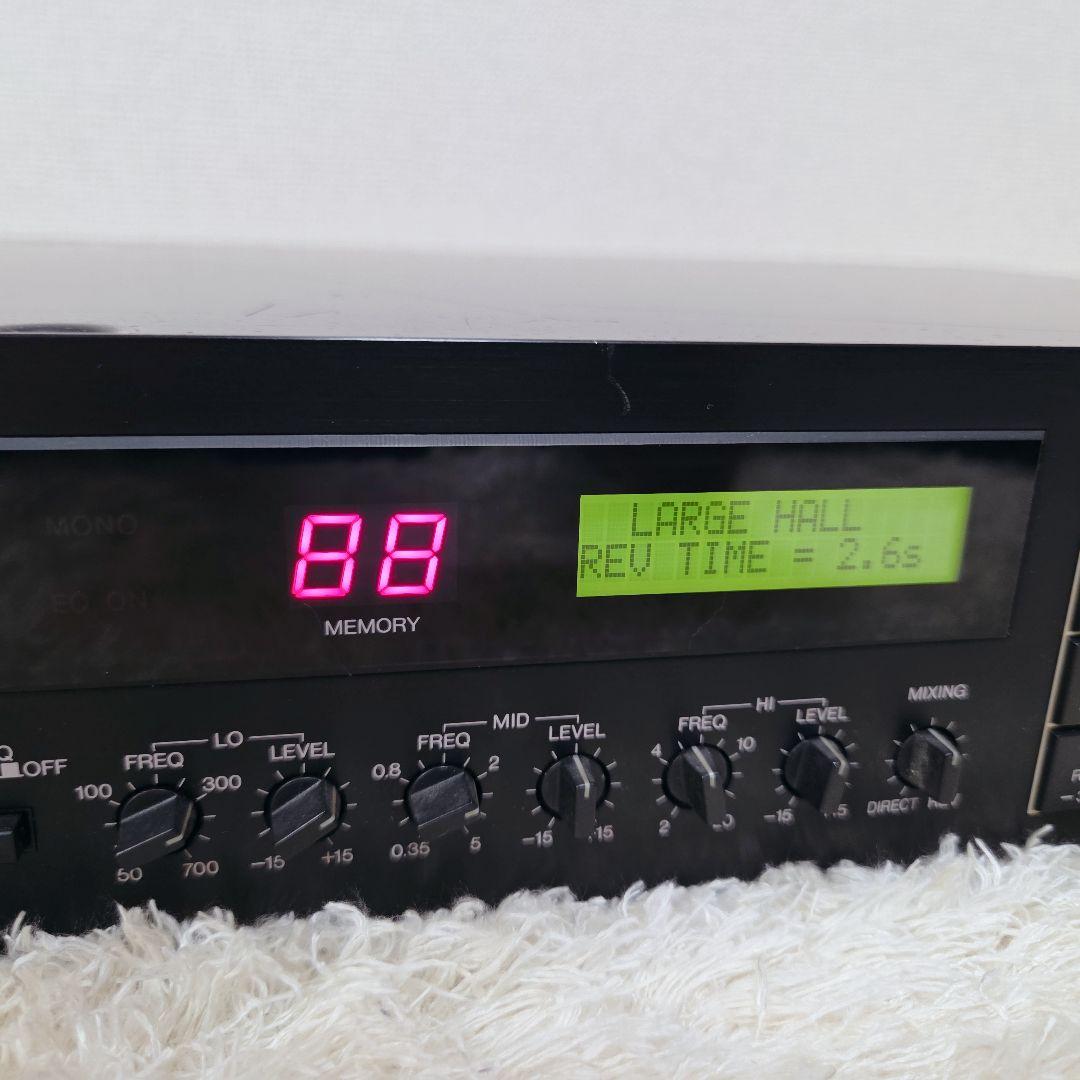 MONO
EQ ON
88
MEMORY
LARGE HALL
REV TIME = 2.6s
OFF
LO
FREQ
LEVEL
100
300
50
700
-15
+15
MID
FREQ
LEVEL
0.8
2
0.35
5
-15
15
HI
FREQ
LEVEL
4
10
2
-15
MIXING
DIRECT